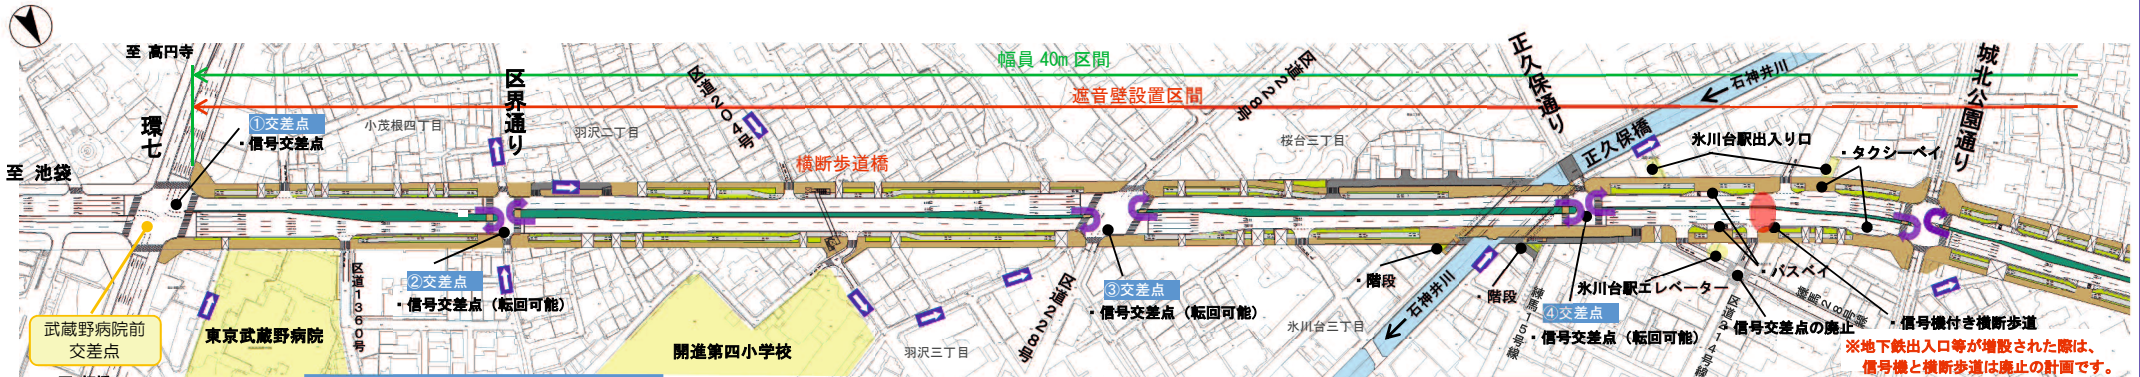 至 高円寺
環七
至 池袋
①交差点
・信号交差点
小茂根四丁目
区界通り
羽沢二丁目
区道204号
横断歩道橋
幅員 40m 区間
遮音壁設置区間
区道228号
桜台三丁目
正久保通り
正久保橋
石神井川
氷川台駅出入り口
・タクシーベイ
城北公園通り
武蔵野病院前
交差点
東京武蔵野病院
区道1360号
②交差点
・信号交差点（転回可能）
開進第四小学校
羽沢三丁目
区道228号
③交差点
・信号交差点（転回可能）
氷川台三丁目
・階段
石神井川
・階段
④交差点
・信号交差点（転回可能）
氷川台駅エレベーター
・バスベイ
区道314号線
・信号交差点の廃止
・信号機付き横断歩道
※地下鉄出入口等が増設された際は、
信号機と横断歩道は廃止の計画です。